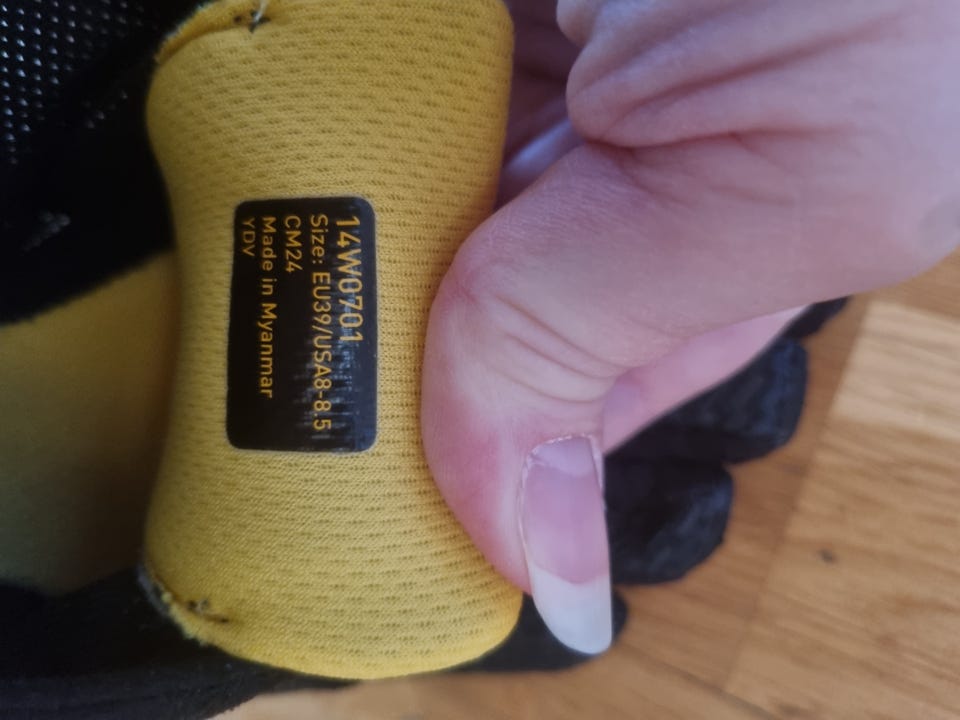 14W0701
Size: EU39/USA8-8.5
CM24
Made in Myanmar
YDV